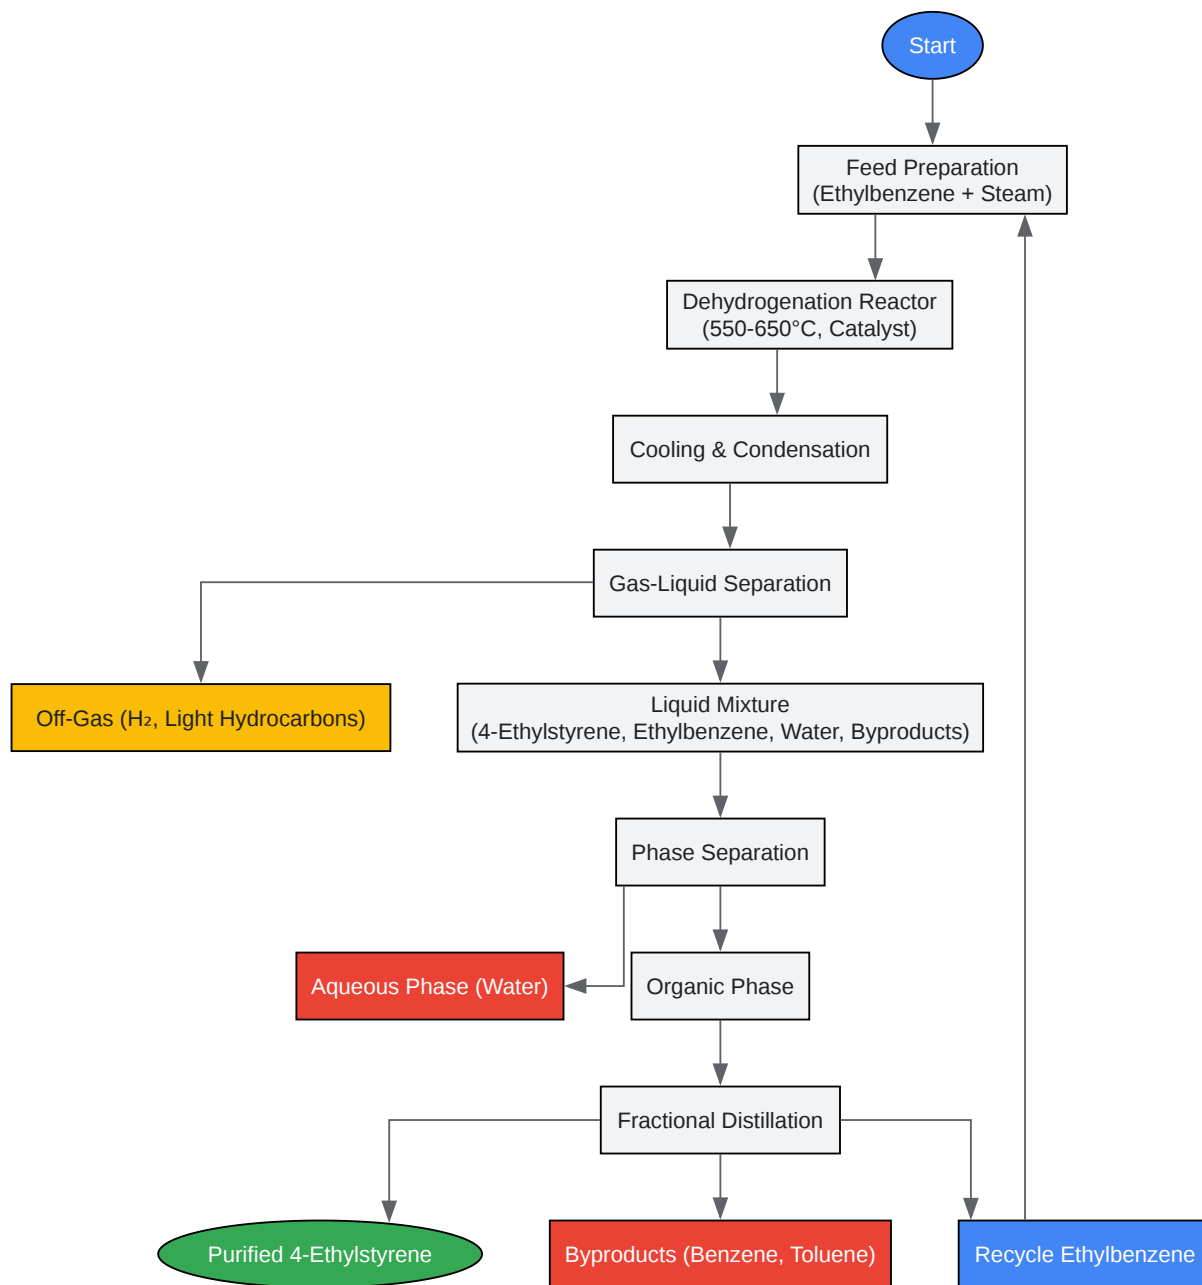 Start
Feed Preparation
(Ethylbenzene + Steam)
Dehydrogenation Reactor
(550-650°C, Catalyst)
Cooling & Condensation
Gas-Liquid Separation
Off-Gas (H₂, Light Hydrocarbons)
Liquid Mixture
(4-Ethylstyrene, Ethylbenzene, Water, Byproducts)
Phase Separation
Aqueous Phase (Water)
Organic Phase
Fractional Distillation
Purified 4-Ethylstyrene
Byproducts (Benzene, Toluene)
Recycle Ethylbenzene